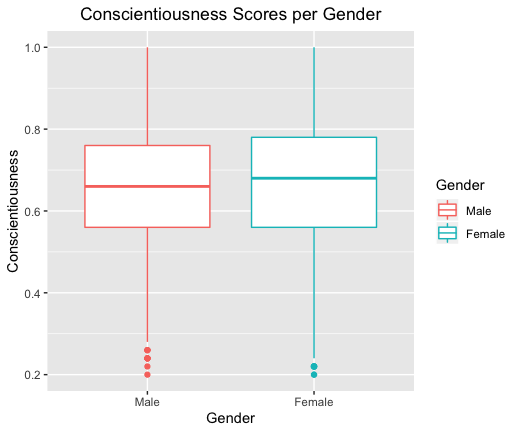 Conscientiousness Scores per Gender
Conscientiousness
1.0
0.8
0.6
0.4
0.2
Male
Female
Gender
Gender
Male
Female